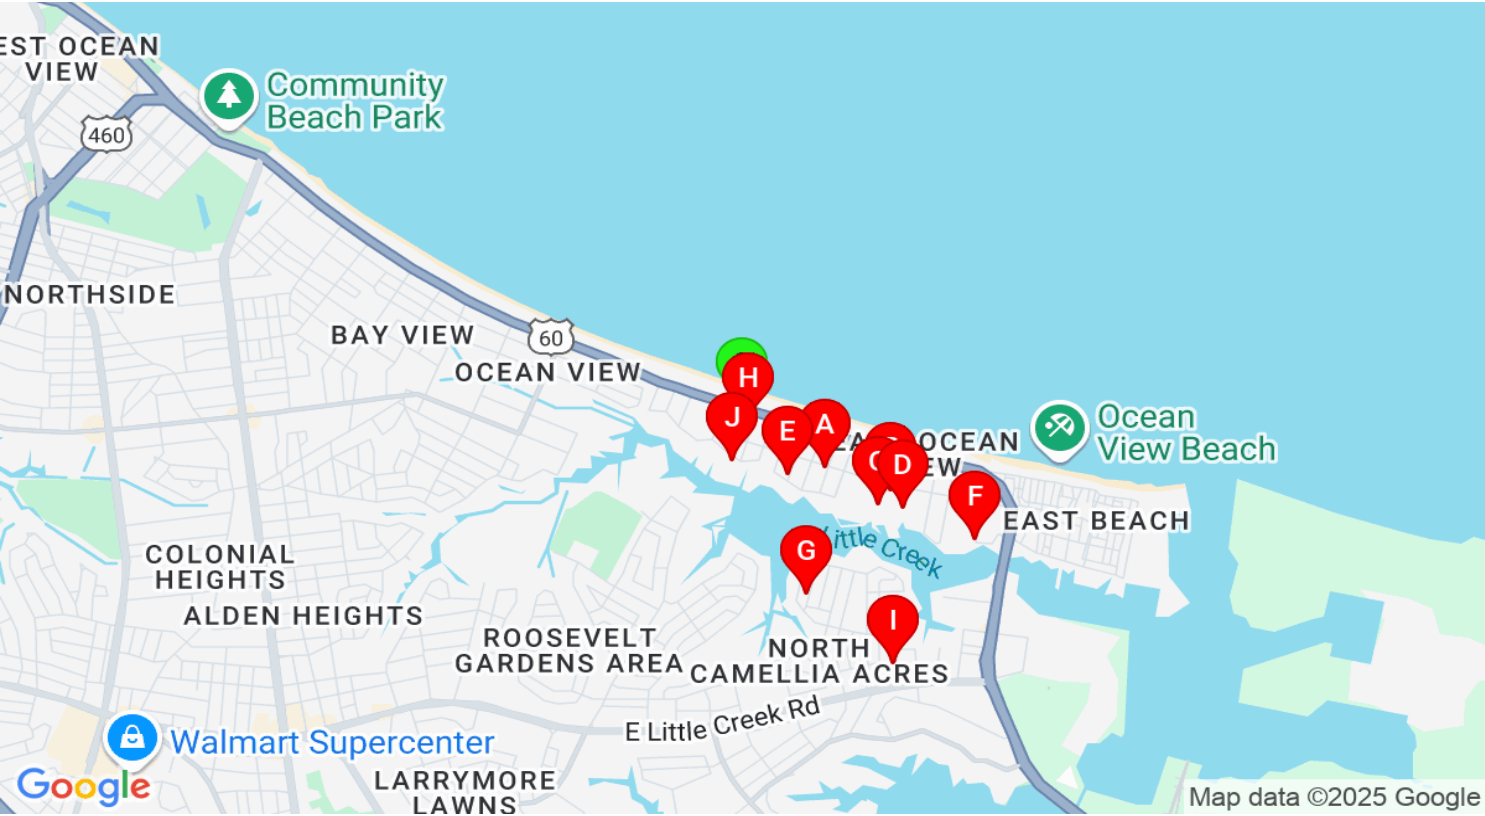 EST OCEAN
VIEW
Community
Beach Park
460
NORTHSIDE
BAY VIEW
60
OCEAN VIEW
H
J
E
A
OCEAN
D
F
Ocean
View Beach
EAST BEACH
G
Little Creek
COLONIAL
HEIGHTS
ALDEN HEIGHTS
I
ROOSEVELT
GARDENS AREA
NORTH
CAMELLIA ACRES
E Little Creek Rd
Walmart Supercenter
LARRYMORE
LAWNS
Google
Map data ©2025 Google